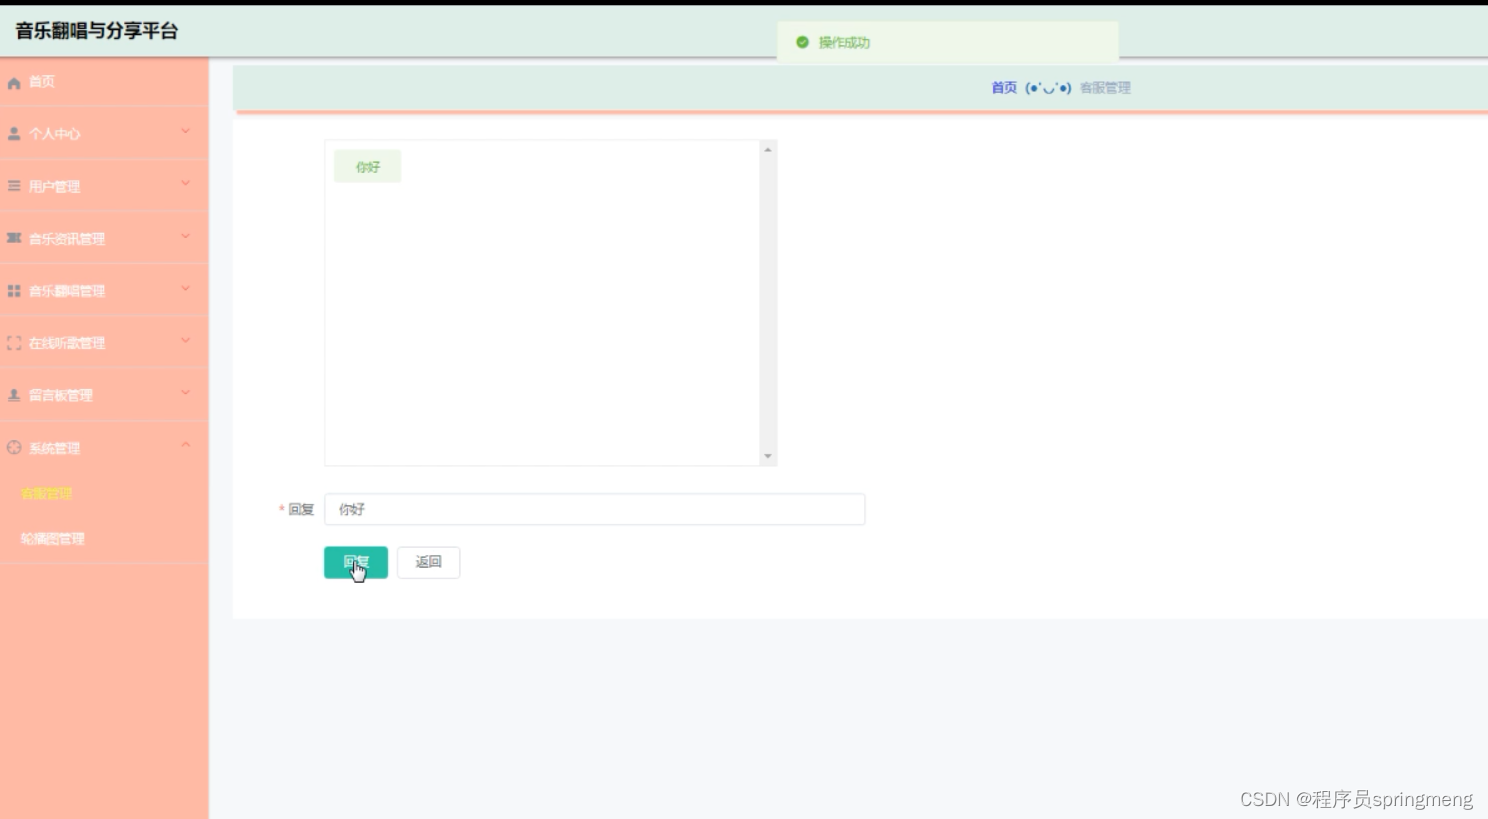 音乐翻唱与分享平台
操作成功
首页 (●'◡'●) 客服管理
首页
个人中心
用户管理
音乐资讯管理
音乐翻唱管理
在线听歌管理
留言板管理
系统管理
客服管理
轮播图管理
你好
* 回复 你好
回复 返回
CSDN @程序员springmeng